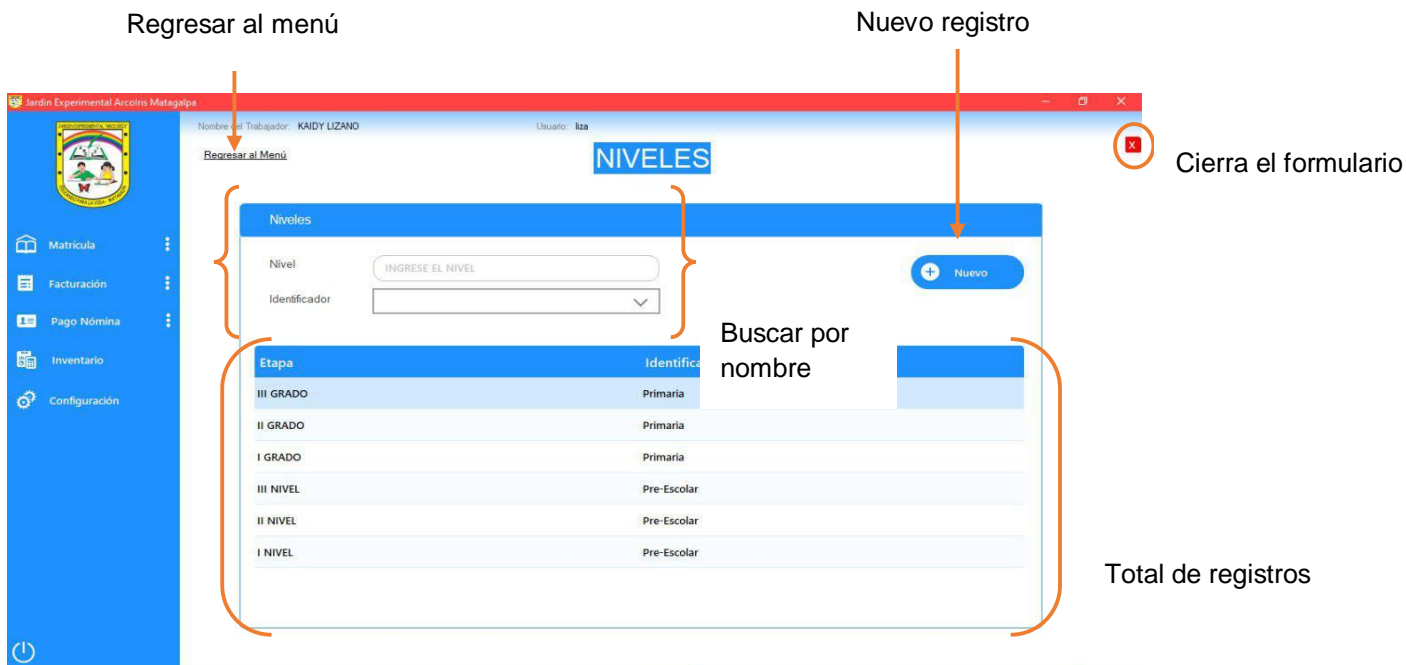 Regresar al menú
Nuevo registro
Jardin Experimental Arcoiris Matagalpa
Nombre del Trabajador: KAIDY LIZANO
Usuario: liza
Regresar al Menú
NIVELES
X
Cierra el formulario
Niveles
Matrícula
Facturación
Pago Nómina
Inventario
Configuración
Nivel
INGRESE EL NIVEL
Nuevo
Identificador
Buscar por
nombre
Etapa Identifica
III GRADO Primaria
II GRADO Primaria
I GRADO Primaria
III NIVEL Pre-Escolar
II NIVEL Pre-Escolar
I NIVEL Pre-Escolar
Total de registros